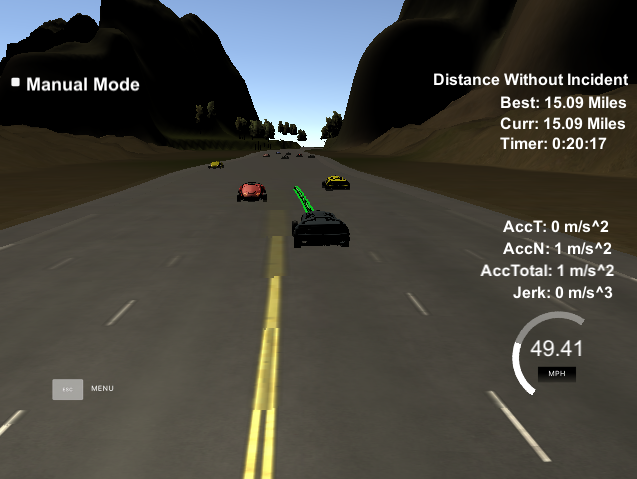 Manual Mode
Distance Without Incident
Best: 15.09 Miles
Curr: 15.09 Miles
Timer: 0:20:17
AccT: 0 m/s^2
AccN: 1 m/s^2
AccTotal: 1 m/s^2
Jerk: 0 m/s^3
49.41
MPH
ESC MENU